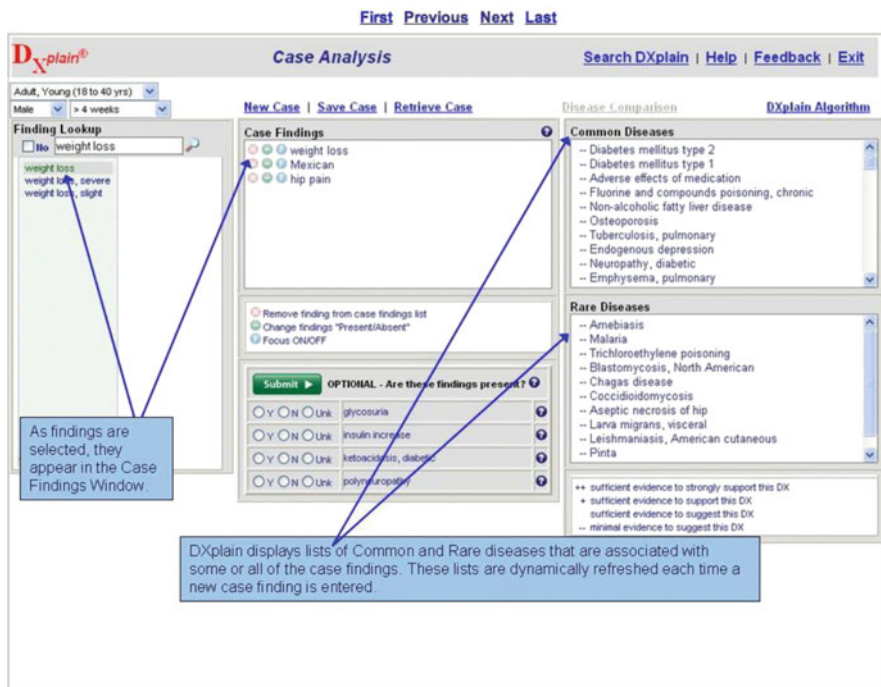 First Previous Next Last
DXplain®
Case Analysis
Search DXplain | Help | Feedback | Exit
Adult, Young (18 to 40 yrs)
Male > 4 weeks
New Case | Save Case | Retrieve Case
Disease Comparison
DXplain Algorithm
Finding Lookup
No weight loss
weight loss
weight loss, severe
weight loss, slight
Case Findings
weight loss
Mexican
hip pain
Remove finding from case findings list
Change findings "Present/Absent"
Focus ON/OFF
Submit OPTIONAL - Are these findings present?
Y N Unk glycosuria
Y N Unk insulin increase
Y N Unk ketoacidosis, diabetic
Y N Unk polyneuropathy
Common Diseases
-- Diabetes mellitus type 2
-- Diabetes mellitus type 1
-- Adverse effects of medication
-- Fluorine and compounds poisoning, chronic
-- Non-alcoholic fatty liver disease
-- Osteoporosis
-- Tuberculosis, pulmonary
-- Endogenous depression
-- Neuropathy, diabetic
-- Emphysema, pulmonary
Rare Diseases
-- Amebiasis
-- Malaria
-- Trichloroethylene poisoning
-- Blastomycosis, North American
-- Chagas disease
-- Coccidioidomycosis
-- Aseptic necrosis of hip
-- Larva migrans, visceral
-- Leishmaniasis, American cutaneous
-- Pinta
++ sufficient evidence to strongly support this DX
+ sufficient evidence to support this DX
sufficient evidence to suggest this DX
-- minimal evidence to suggest this DX
As findings are
selected, they
appear in the Case
Findings Window.
DXplain displays lists of Common and Rare diseases that are associated with
some or all of the case findings. These lists are dynamically refreshed each time a
new case finding is entered.